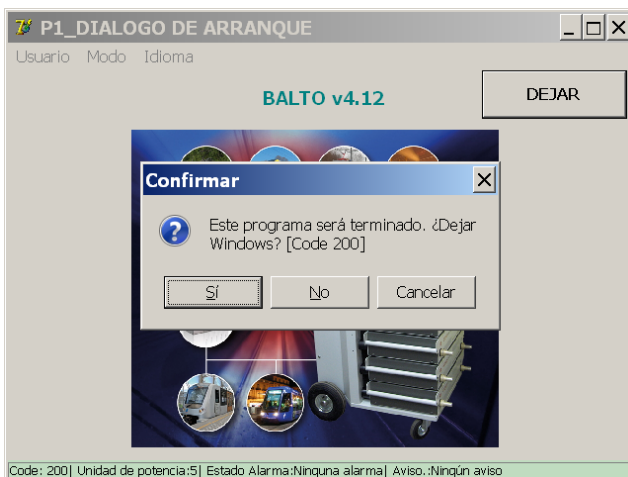 P1_DIALOGO DE ARRANQUE
Usuario Modo Idioma
BALTO v4.12
DEJAR
Confirmar
Este programa será terminado. ¿Dejar
Windows? [Code 200]
Sí
No
Cancelar
Code: 200| Unidad de potencia:5| Estado Alarma:Ninguna alarma| Aviso.:Ningún aviso